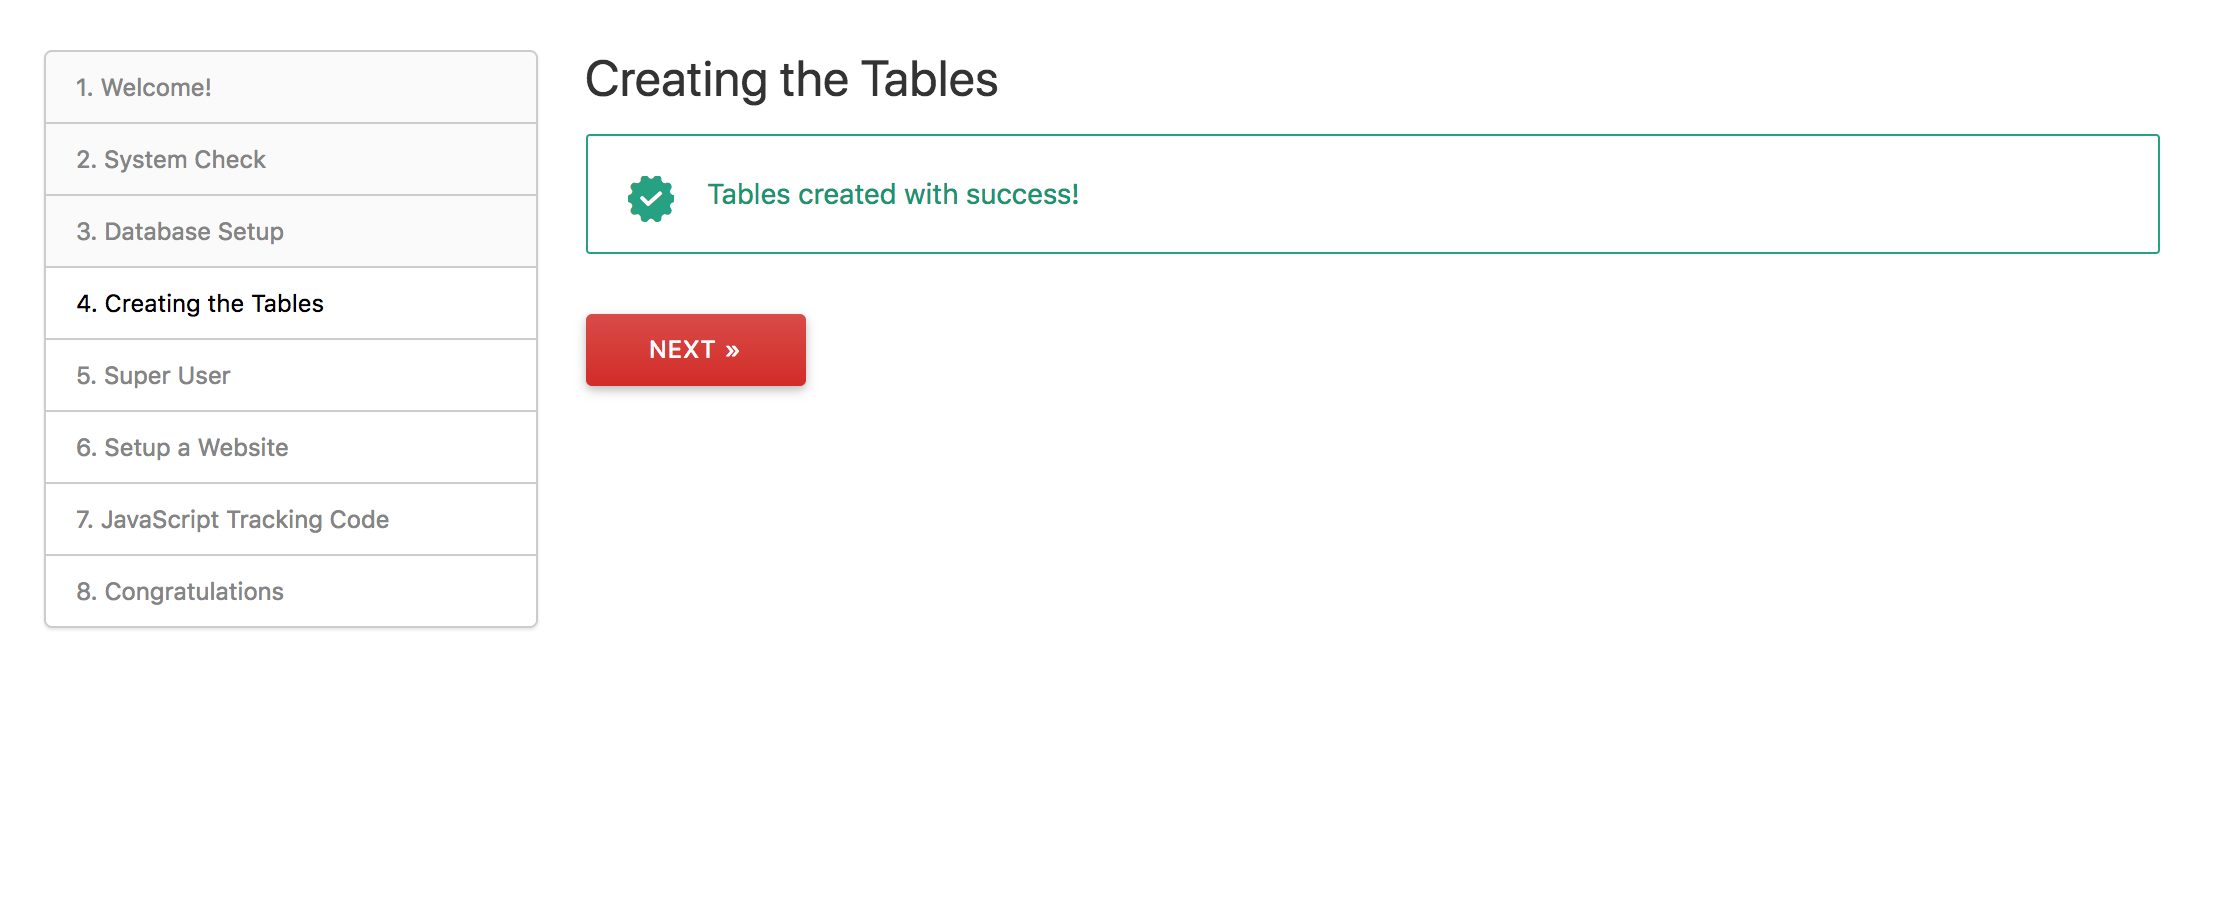 1. Welcome!
2. System Check
3. Database Setup
4. Creating the Tables
5. Super User
6. Setup a Website
7. JavaScript Tracking Code
8. Congratulations
Creating the Tables
Tables created with success!
NEXT »